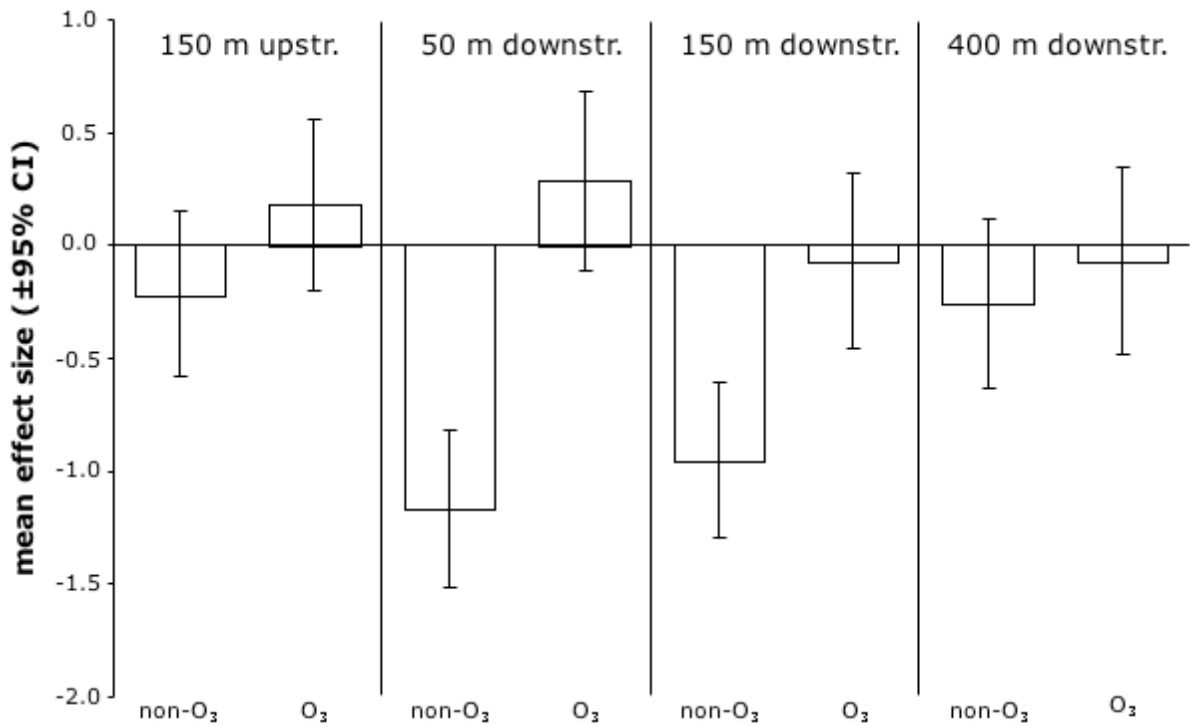 1.0
0.5
0.0
-0.5
-1.0
-1.5
-2.0
mean effect size (±95% CI)
150 m upstr.
50 m downstr.
150 m downstr.
400 m downstr.
non-O₃
O₃
non-O₃
O₃
non-O₃
O₃
non-O₃
O₃